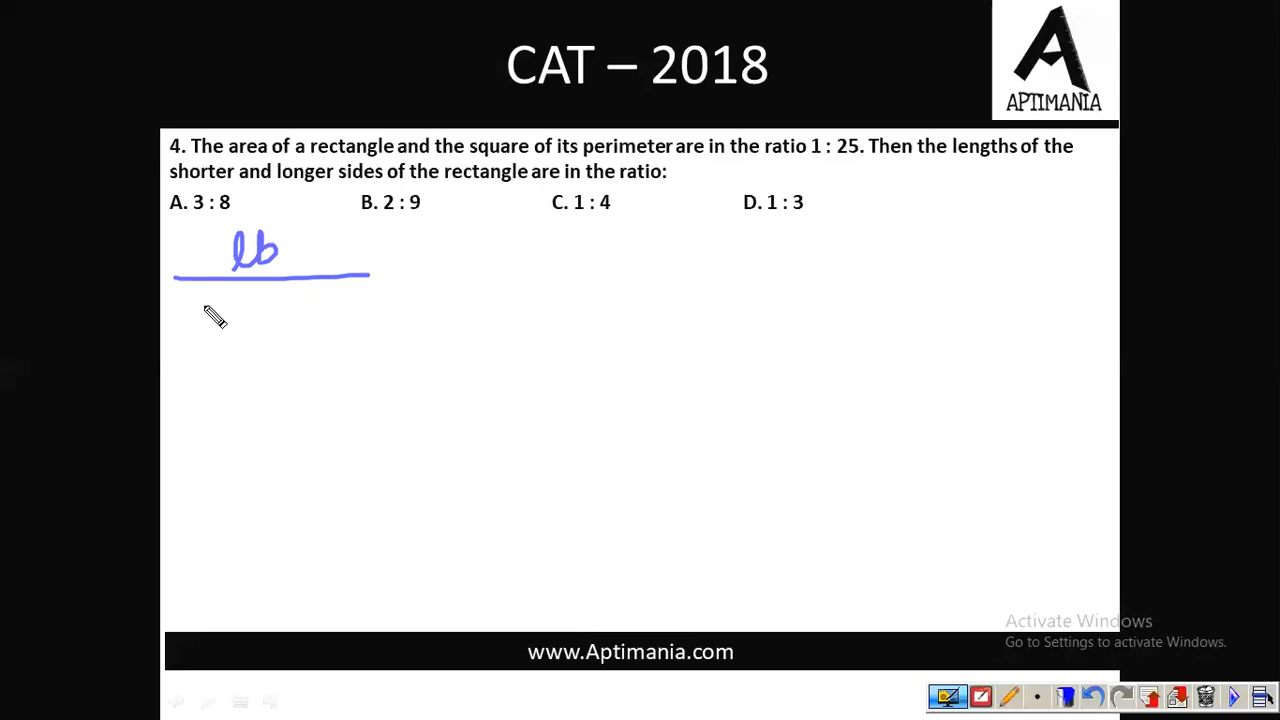 CAT – 2018
APTIMANIA
4. The area of a rectangle and the square of its perimeter are in the ratio 1 : 25. Then the lengths of the
shorter and longer sides of the rectangle are in the ratio:
A. 3 : 8 B. 2 : 9 C. 1 : 4 D. 1 : 3
lb
Activate Windows
Go to Settings to activate Windows.
www.Aptimania.com